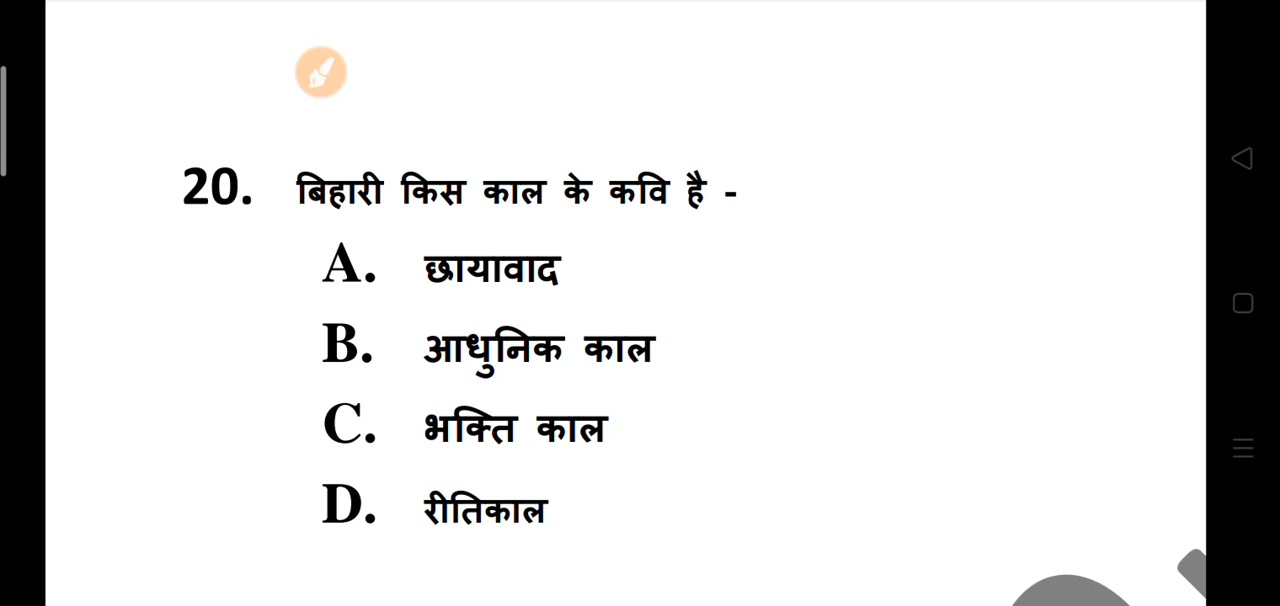 20. बिहारी किस काल के कवि है -
A. छायावाद
B. आधुनिक काल
C. भक्ति काल
D. रीतिकाल